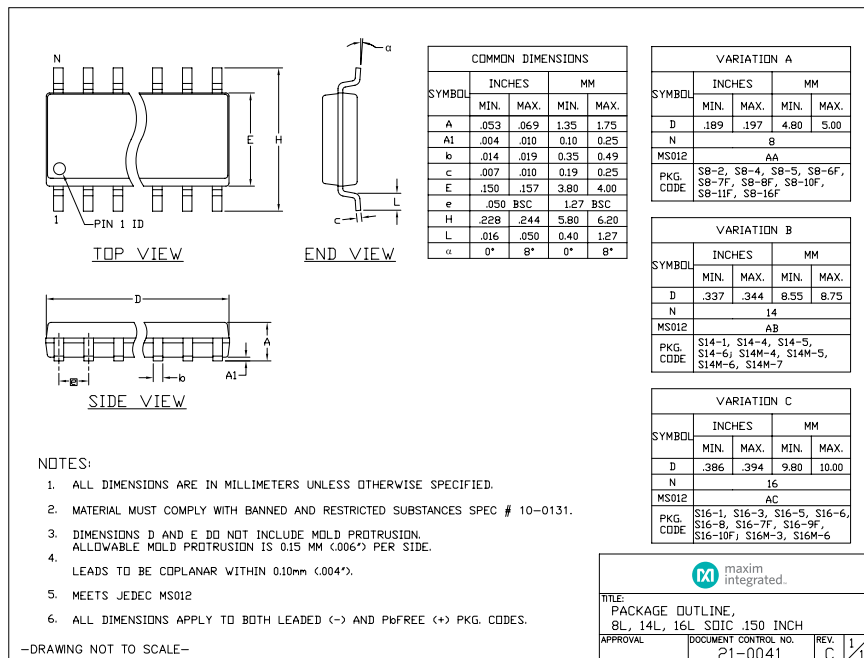 N
α
E
H
1
PIN 1 ID
TOP VIEW
c
L
END VIEW
D
A
A1
e
b
SIDE VIEW
COMMON DIMENSIONS
SYMBOL INCHES MM
MIN. MAX. MIN. MAX.
A .053 .069 1.35 1.75
A1 .004 .010 0.10 0.25
b .014 .019 0.35 0.49
c .007 .010 0.19 0.25
E .150 .157 3.80 4.00
e .050 BSC 1.27 BSC
H .228 .244 5.80 6.20
L .016 .050 0.40 1.27
α 0° 8° 0° 8°
VARIATION A
SYMBOL INCHES MM
MIN. MAX. MIN. MAX.
D .189 .197 4.80 5.00
N 8
MS012 AA
PKG. CODE S8-2, S8-4, S8-5, S8-6F,
S8-7F, S8-8F, S8-10F,
S8-11F, S8-16F
VARIATION B
SYMBOL INCHES MM
MIN. MAX. MIN. MAX.
D .337 .344 8.55 8.75
N 14
MS012 AB
PKG. CODE S14-1, S14-4, S14-5,
S14-6; S14M-4, S14M-5,
S14M-6, S14M-7
VARIATION C
SYMBOL INCHES MM
MIN. MAX. MIN. MAX.
D .386 .394 9.80 10.00
N 16
MS012 AC
PKG. CODE S16-1, S16-3, S16-5, S16-6,
S16-8, S16-7F, S16-9F,
S16-10F; S16M-3, S16M-6
NOTES:
1. ALL DIMENSIONS ARE IN MILLIMETERS UNLESS OTHERWISE SPECIFIED.
2. MATERIAL MUST COMPLY WITH BANNED AND RESTRICTED SUBSTANCES SPEC # 10-0131.
3. DIMENSIONS D AND E DO NOT INCLUDE MOLD PROTRUSION.
ALLOWABLE MOLD PROTRUSION IS 0.15 MM (.006") PER SIDE.
4. LEADS TO BE COPLANAR WITHIN 0.10mm (.004").
5. MEETS JEDEC MS012
6. ALL DIMENSIONS APPLY TO BOTH LEADED (-) AND PbFREE (+) PKG. CODES.
-DRAWING NOT TO SCALE-
maxim
integrated™
TITLE:
PACKAGE OUTLINE,
8L, 14L, 16L SOIC .150 INCH
APPROVAL DOCUMENT CONTROL NO. REV.
21-0041 C 1/1